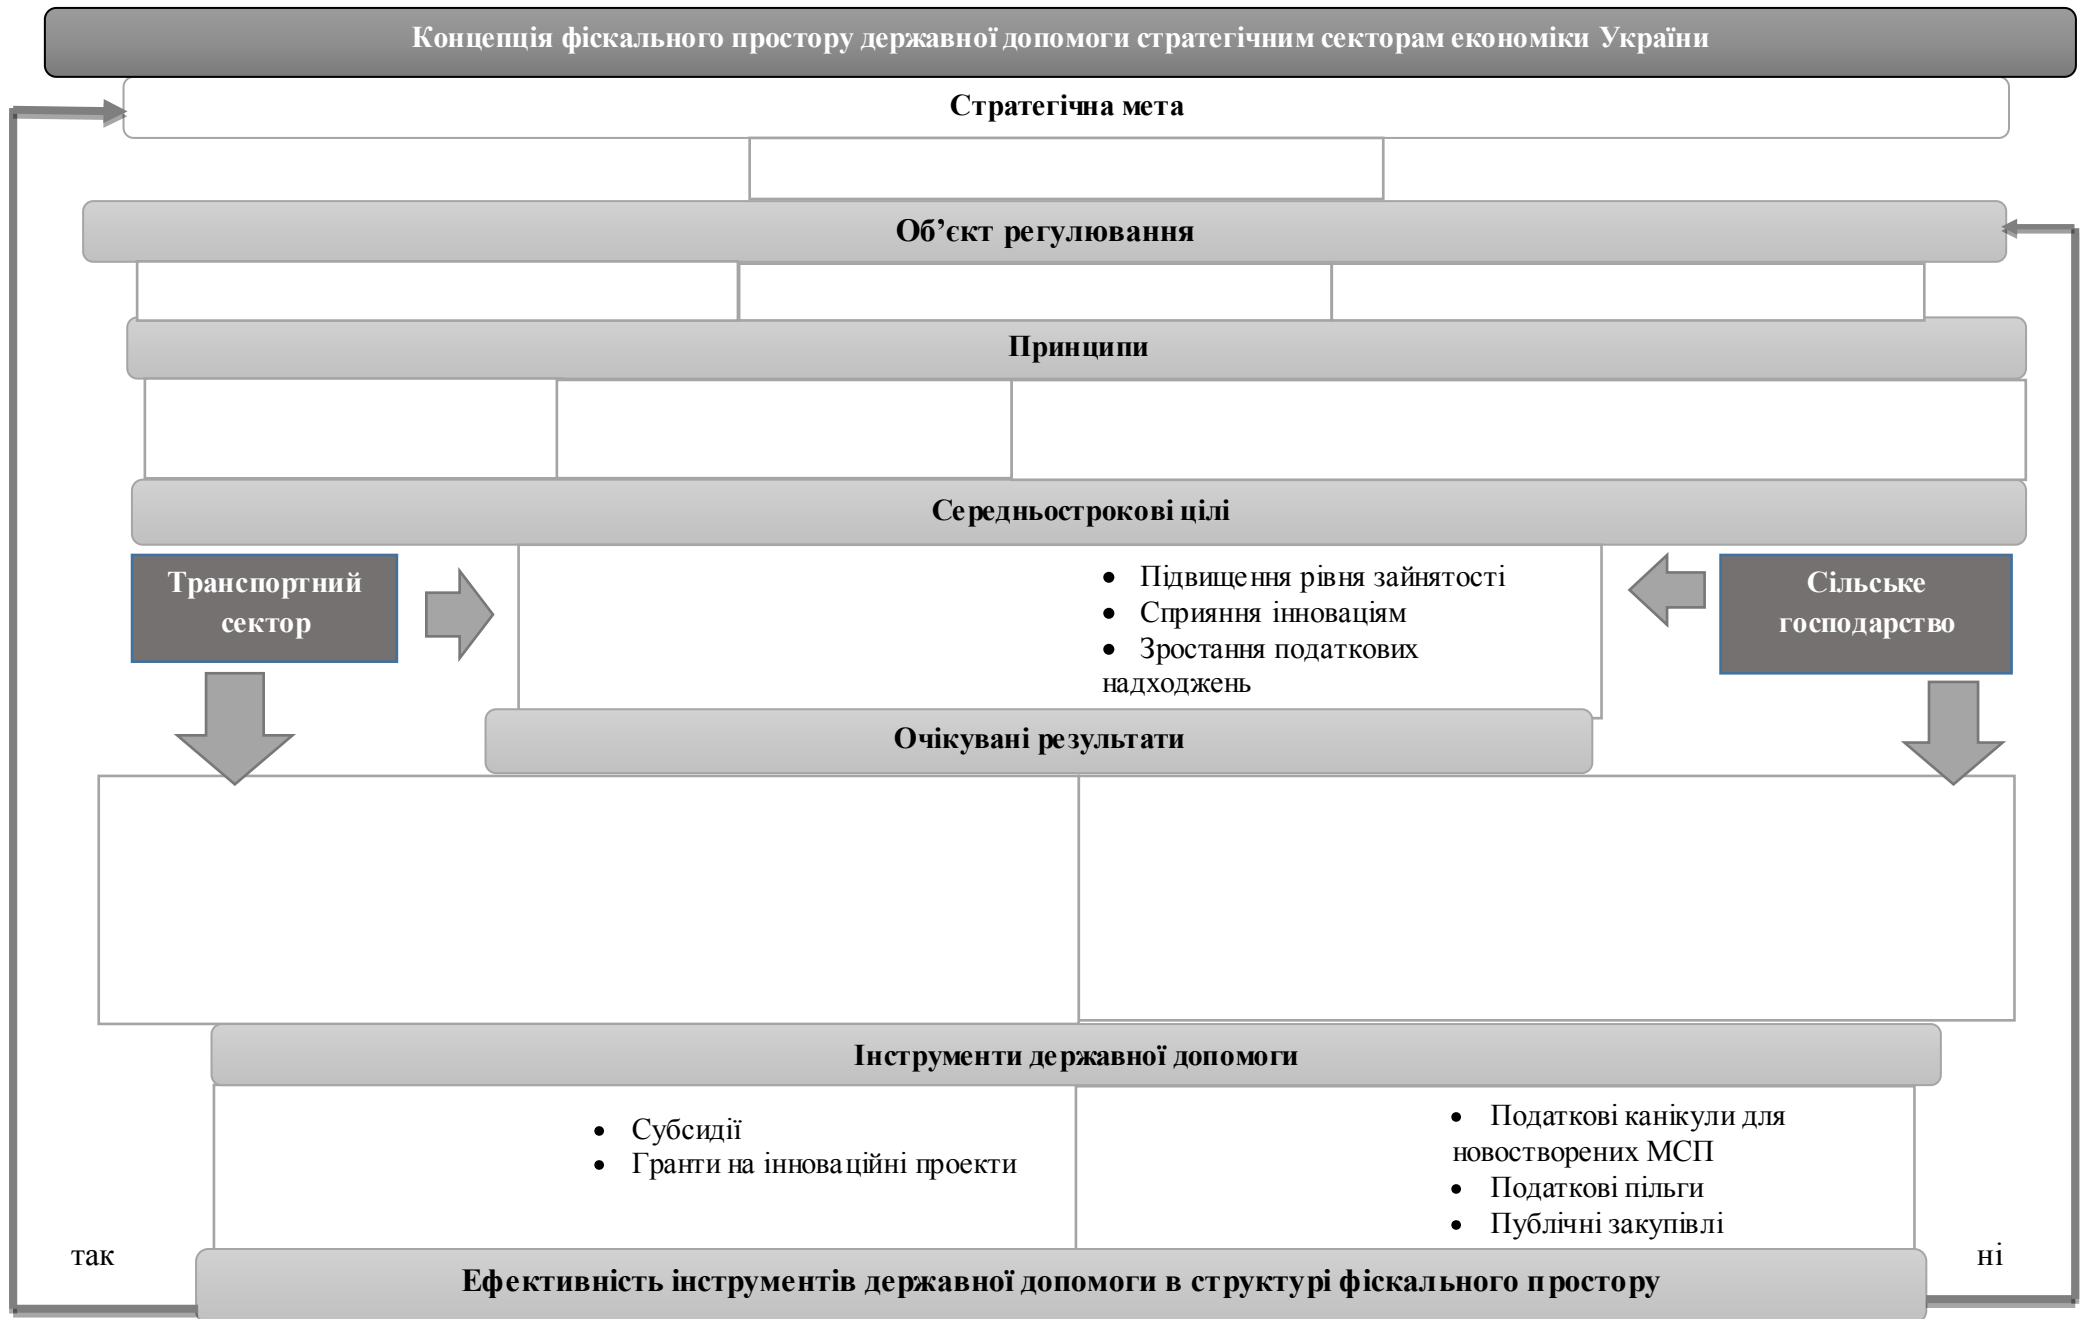 Концепція фіскального простору державної допомоги стратегічним секторам економіки України
Стратегічна мета
Об’єкт регулювання
Принципи
Середньострокові цілі
Транспортний
сектор
• Підвищення рівня зайнятості
• Сприяння інноваціям
• Зростання податкових
надходжень
Сільське
господарство
Очікувані результати
Інструменти державної допомоги
• Субсидії
• Гранти на інноваційні проекти
• Податкові канікули для
новостворених МСП
• Податкові пільги
• Публічні закупівлі
так
ні
Ефективність інструментів державної допомоги в структурі фіскального простору